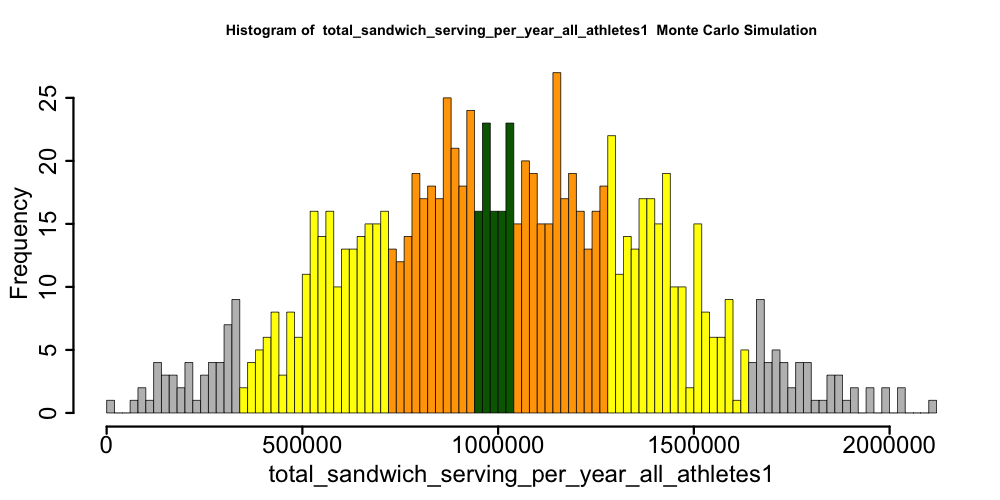 Histogram of  total_sandwich_serving_per_year_all_athletes1  Monte Carlo Simulation
25
20
15
10
5
0
Frequency
0 500000 1000000 1500000 2000000
total_sandwich_serving_per_year_all_athletes1